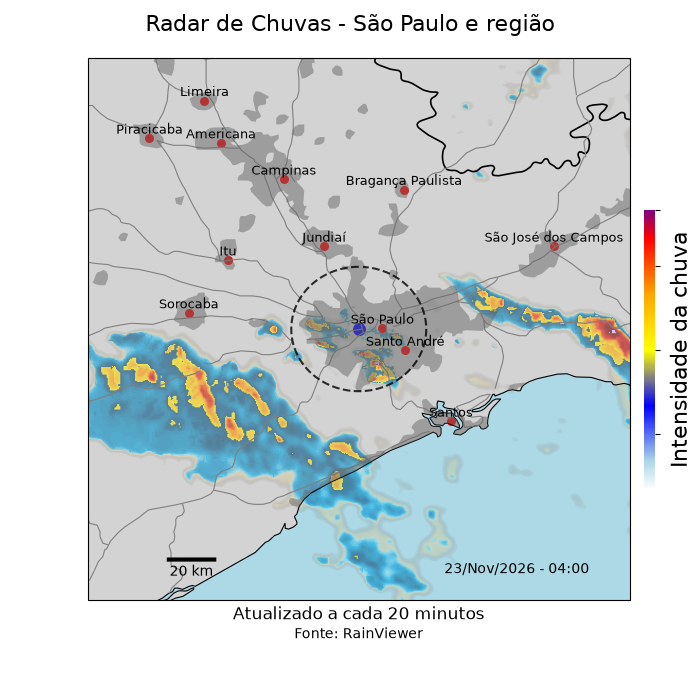 Radar de Chuvas - São Paulo e região
Limeira
Piracicaba
Americana
Campinas
Bragança Paulista
Jundiaí
São José dos Campos
Itu
Sorocaba
São Paulo
Santo André
Santos
Intensidade da chuva
23/Nov/2026 - 04:00
20 km
Atualizado a cada 20 minutos
Fonte: RainViewer